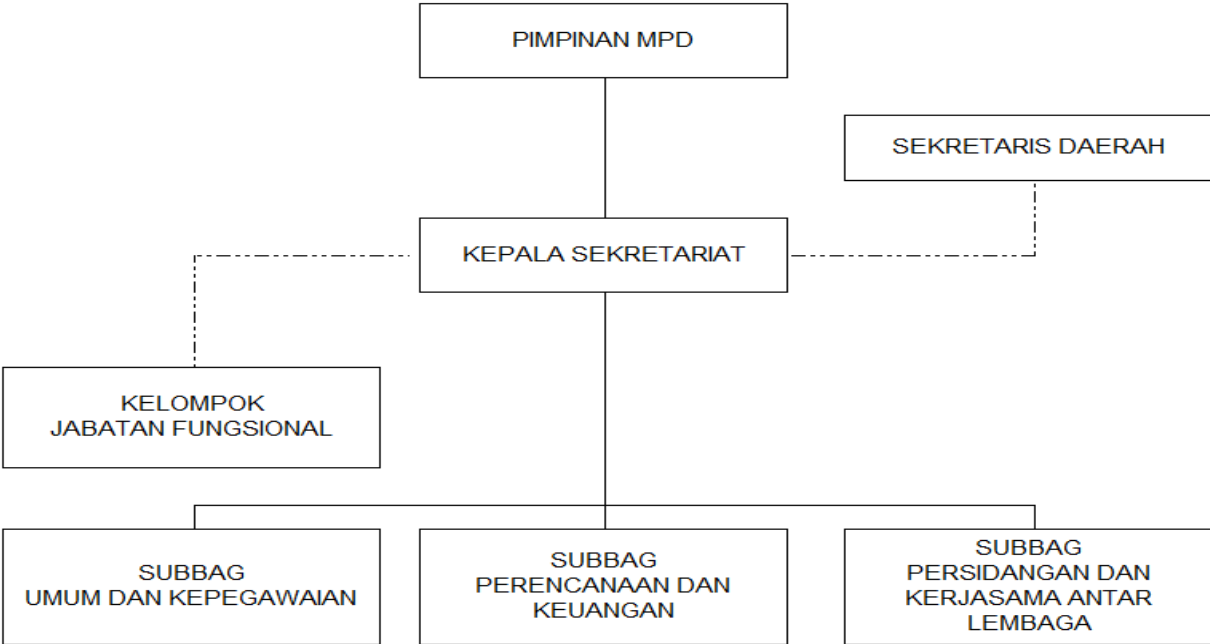 PIMPINAN MPD
SEKRETARIS DAERAH
KEPALA SEKRETARIAT
KELOMPOK
JABATAN FUNGSIONAL
SUBBAG
UMUM DAN KEPEGAWAIAN
SUBBAG
PERENCANAAN DAN
KEUANGAN
SUBBAG
PERSIDANGAN DAN
KERJASAMA ANTAR
LEMBAGA